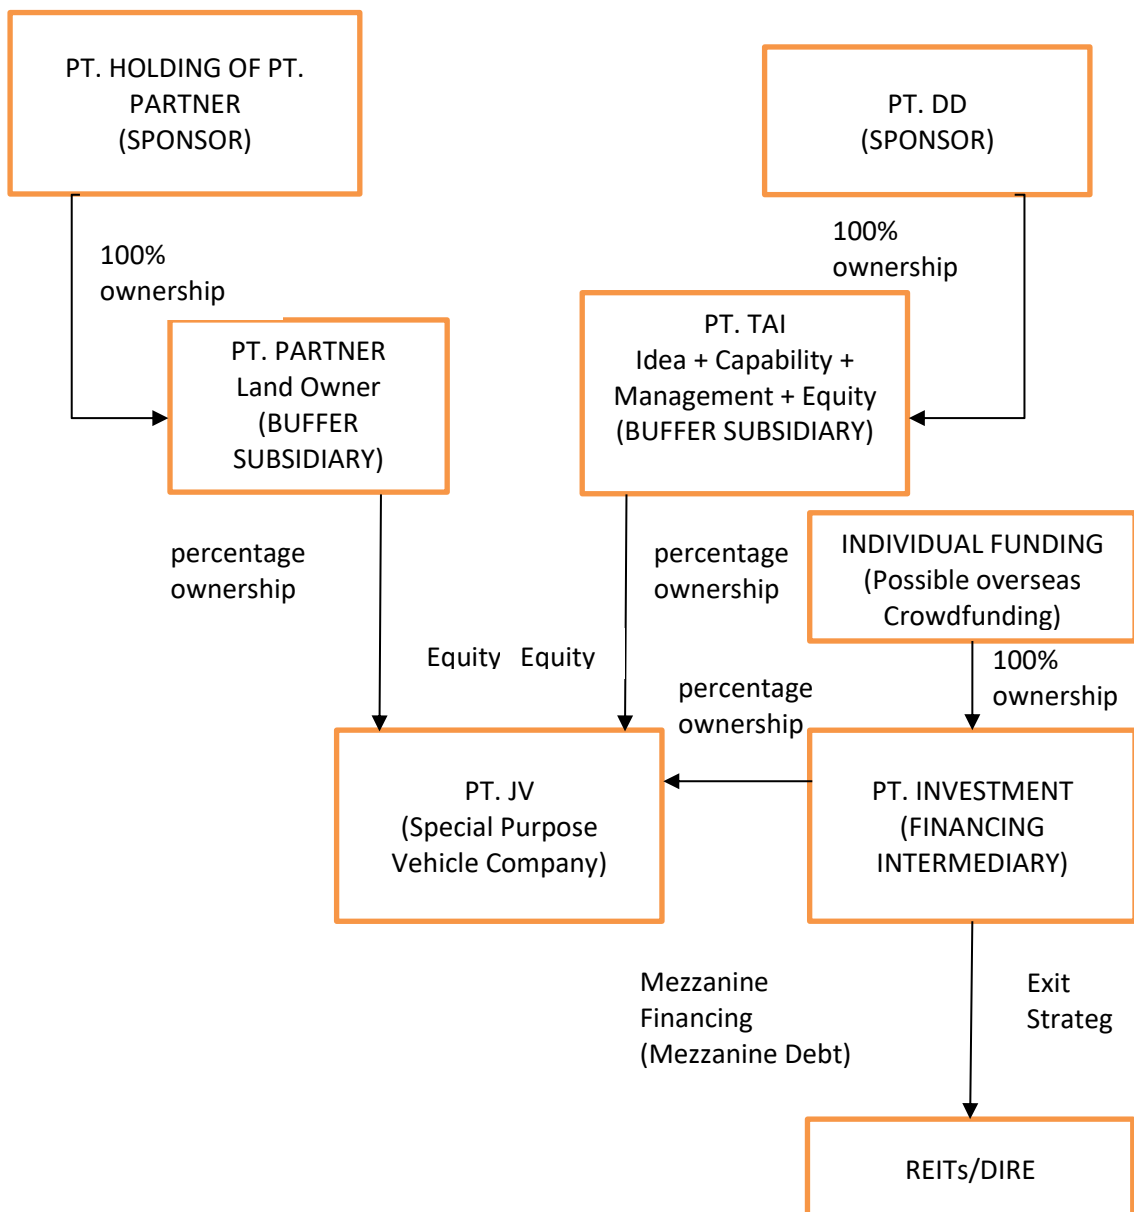 PT. HOLDING OF PT.
PARTNER
(SPONSOR)
PT. DD
(SPONSOR)
100%
ownership
100%
ownership
PT. PARTNER
Land Owner
(BUFFER
SUBSIDIARY)
PT. TAI
Idea + Capability +
Management + Equity
(BUFFER SUBSIDIARY)
percentage
ownership
percentage
ownership
INDIVIDUAL FUNDING
(Possible overseas
Crowdfunding)
Equity
Equity
percentage
ownership
100%
ownership
PT. JV
(Special Purpose
Vehicle Company)
PT. INVESTMENT
(FINANCING
INTERMEDIARY)
Mezzanine
Financing
(Mezzanine Debt)
Exit
Strateg
REITs/DIRE